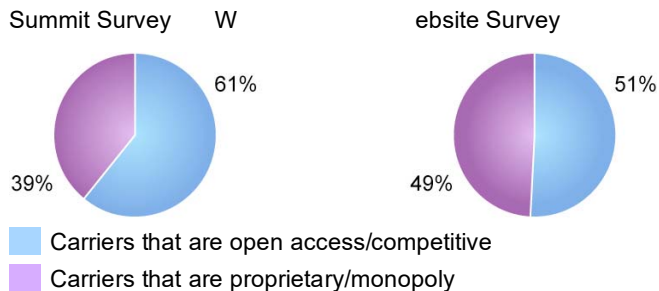 Summit Survey W ebsite Survey
61%
51%
39%
49%
Carriers that are open access/competitive
Carriers that are proprietary/monopoly